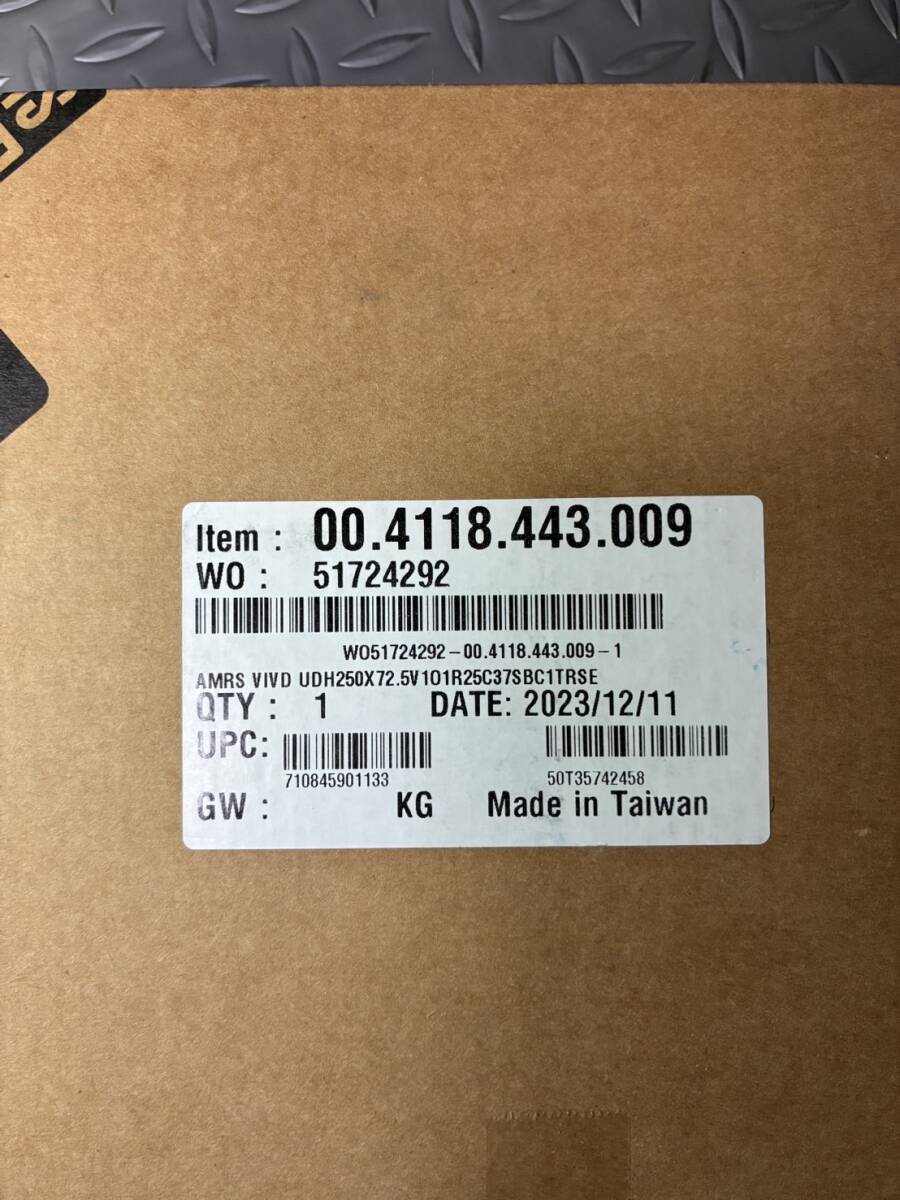 Item : 00.4118.443.009
WO : 51724292
WO51724292-00.4118.443.009-1
AMRS VIVD UDH250X72.5V101R25C37SBC1TRSE
QTY : 1 DATE: 2023/12/11
UPC:
710845901133 50T35742458
GW : KG Made in Taiwan